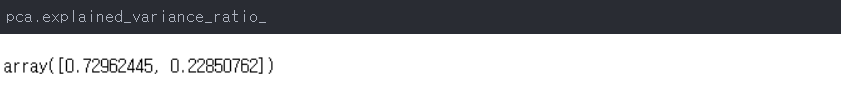 pca.explained_variance_ratio_
array([0.72962445, 0.22850762])